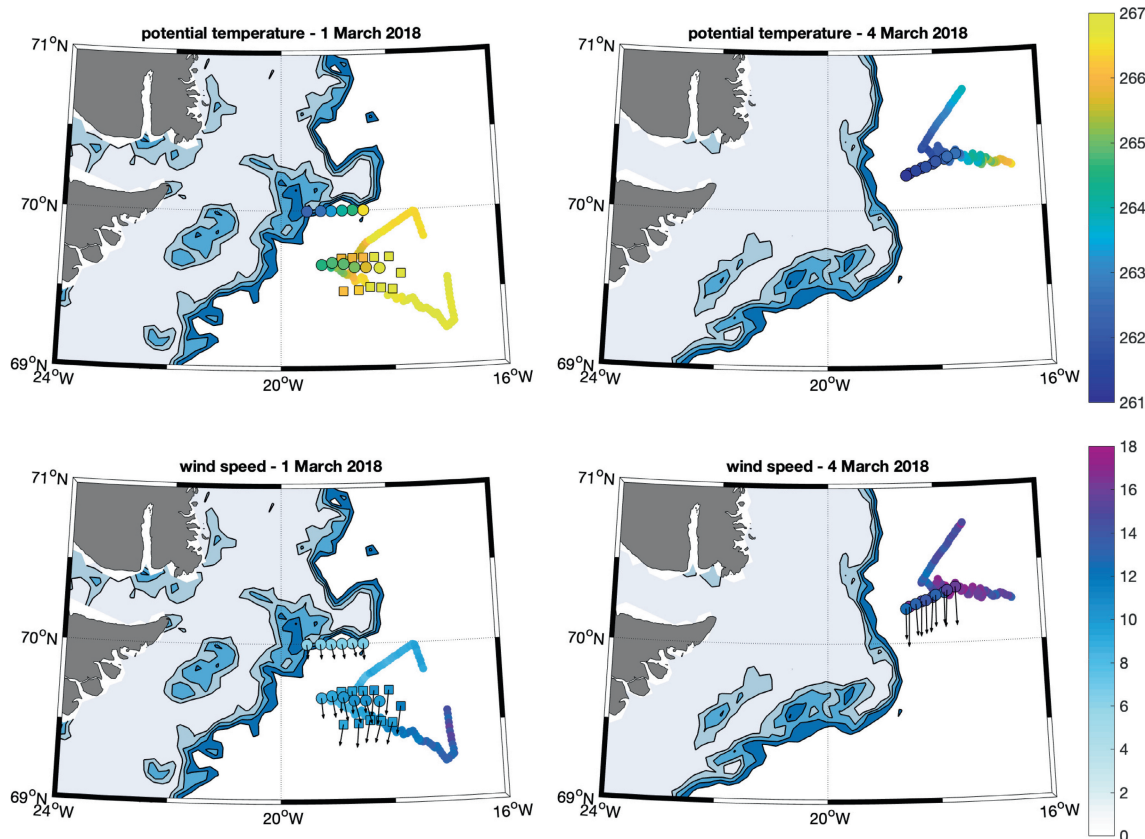 potential temperature - 1 March 2018
potential temperature - 4 March 2018
71°N
71°N
70°N
70°N
69°N
69°N
24°W
20°W
16°W
24°W
20°W
16°W
267
266
265
264
263
262
261
wind speed - 1 March 2018
wind speed - 4 March 2018
71°N
71°N
70°N
70°N
69°N
69°N
24°W
20°W
16°W
24°W
20°W
16°W
18
16
14
12
10
8
6
4
2
0